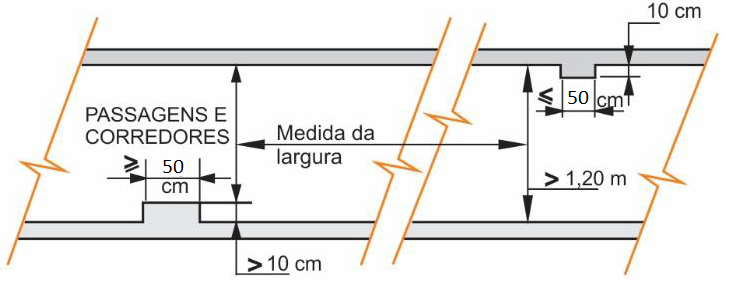 10 cm
≤ 50 cm
PASSAGENS E
CORREDORES
Medida da
largura
≥ 50
cm
> 1,20 m
> 10 cm